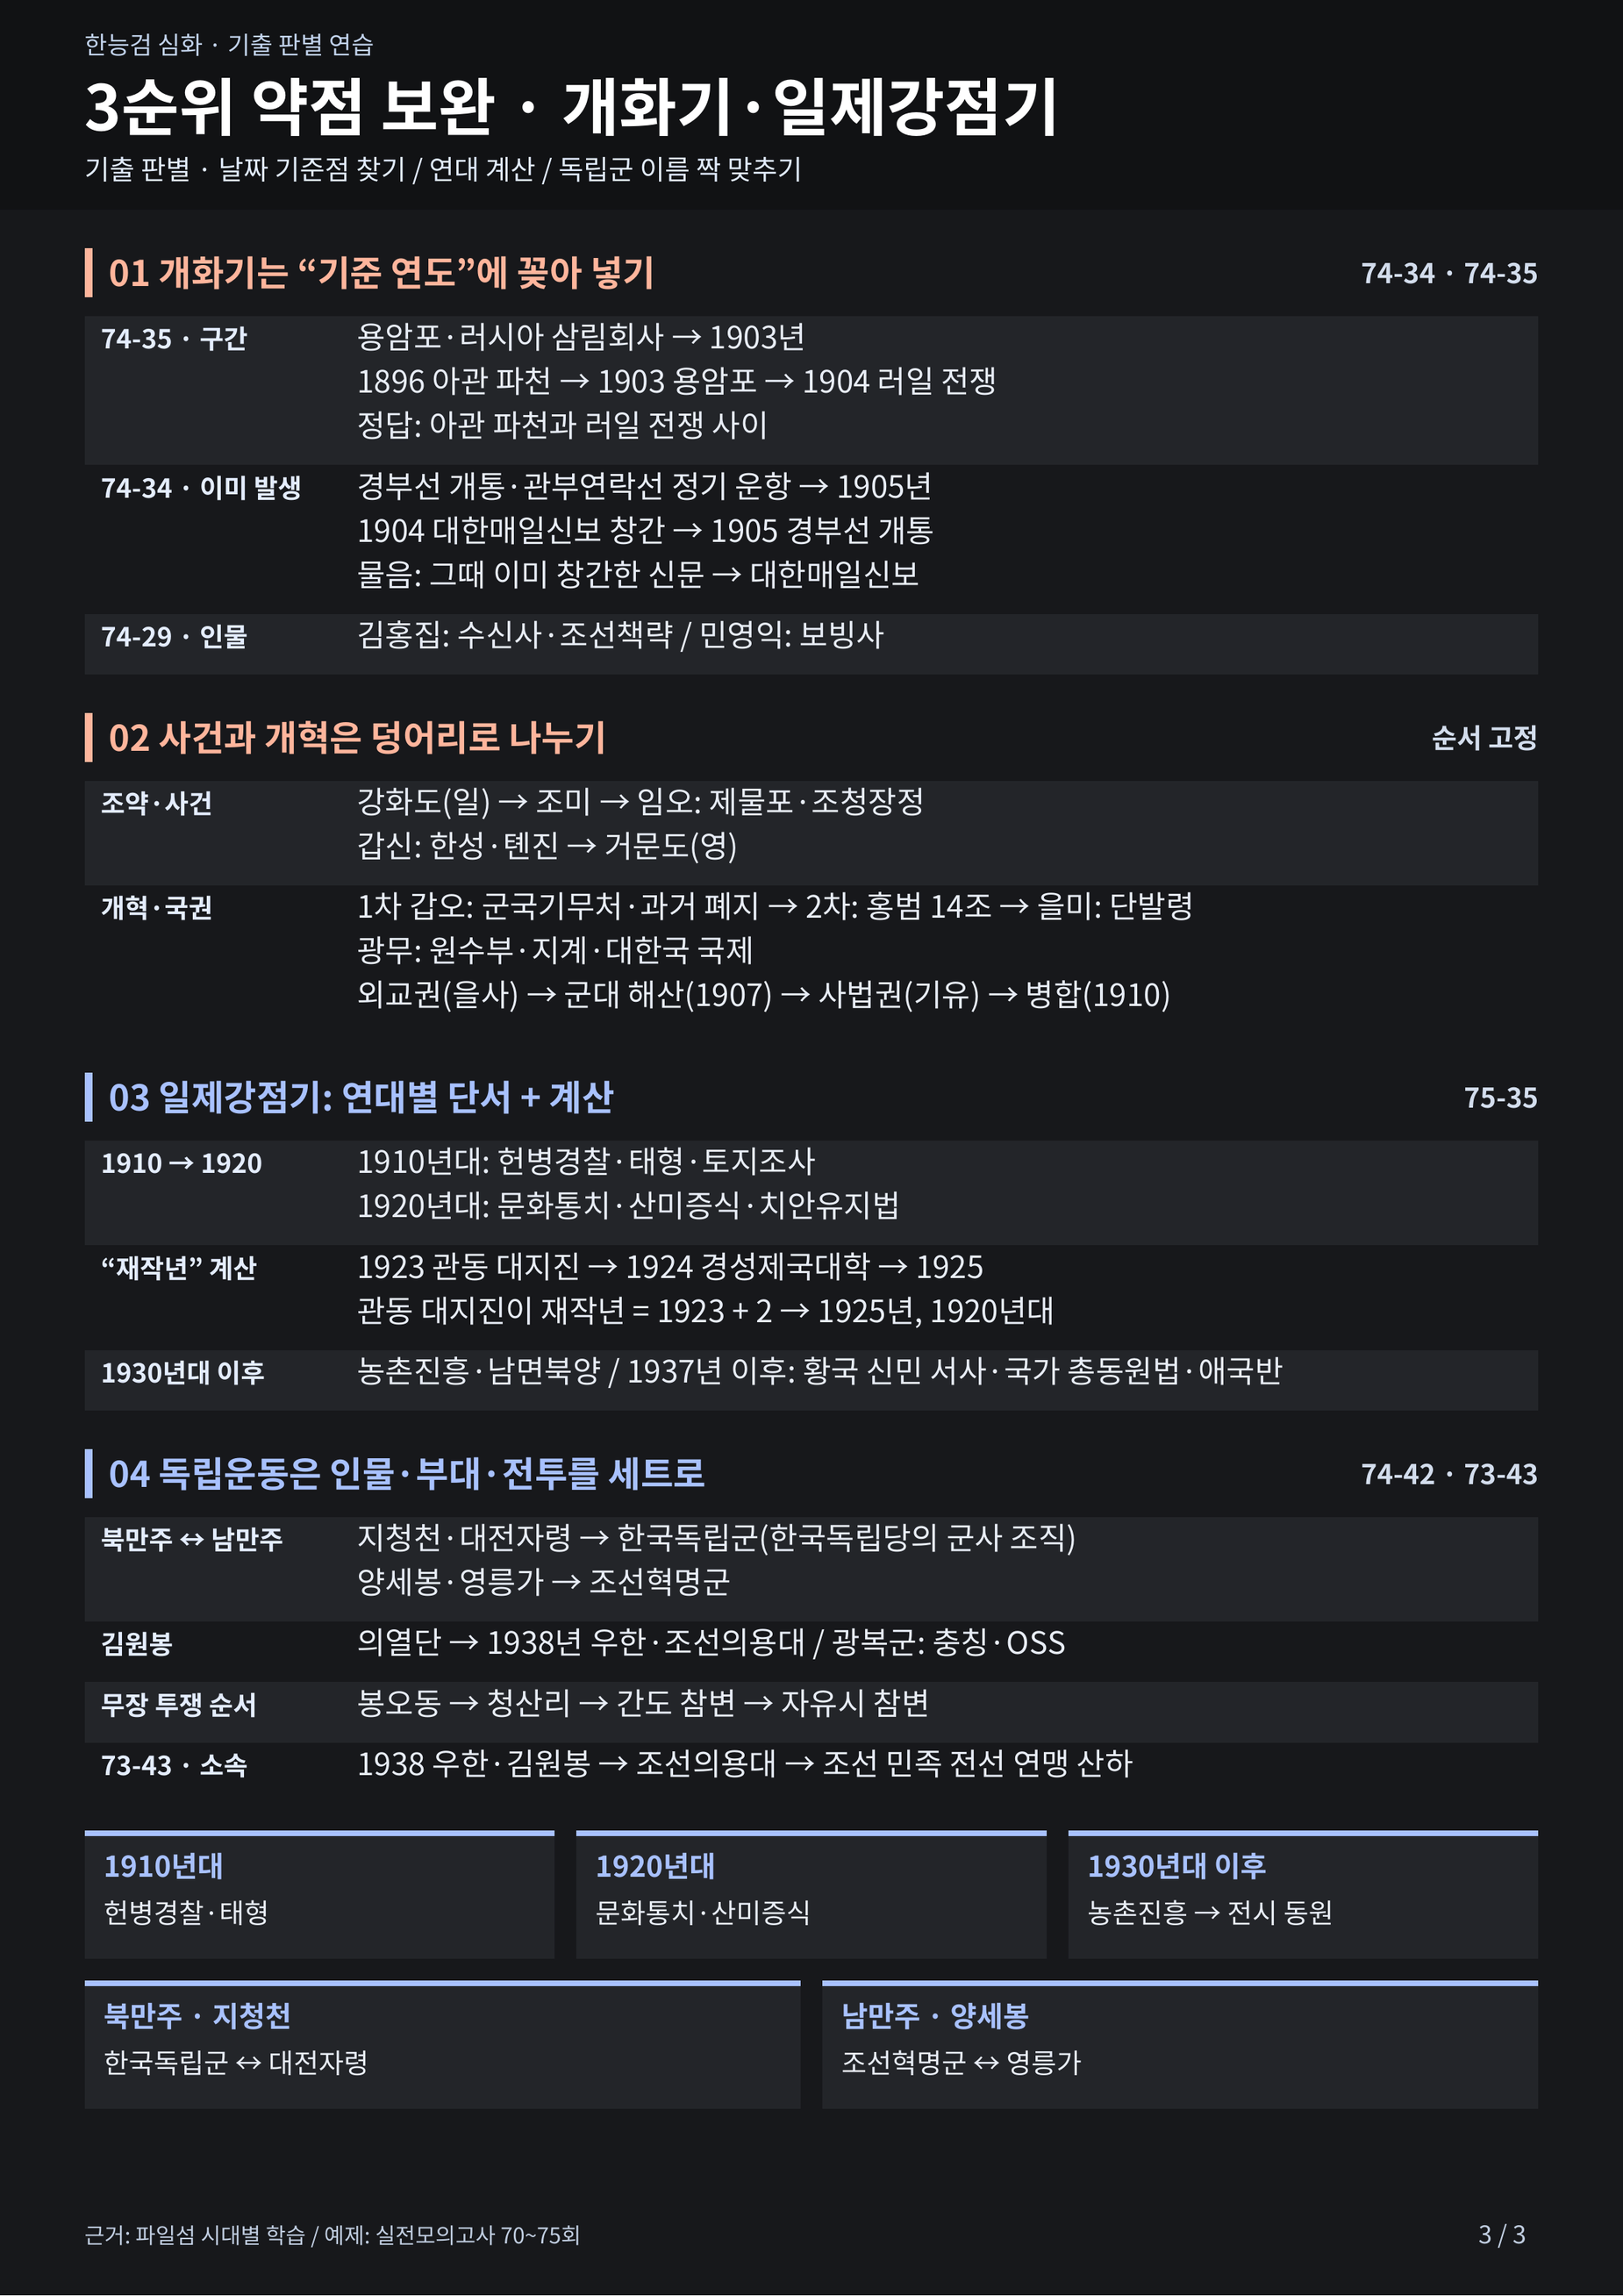 한능검 심화 · 기출 판별 연습
3순위 약점 보완 · 개화기·일제강점기
기출 판별 · 날짜 기준점 찾기 / 연대 계산 / 독립군 이름 짝 맞추기
01 개화기는 “기준 연도”에 꽂아 넣기
74-34 · 74-35
74-35 · 구간
용암포·러시아 삼림회사 → 1903년
1896 아관 파천 → 1903 용암포 → 1904 러일 전쟁
정답: 아관 파천과 러일 전쟁 사이
74-34 · 이미 발생
경부선 개통·관부연락선 정기 운항 → 1905년
1904 대한매일신보 창간 → 1905 경부선 개통
물음: 그때 이미 창간한 신문 → 대한매일신보
74-29 · 인물
김홍집: 수신사·조선책략 / 민영익: 보빙사
02 사건과 개혁은 덩어리로 나누기
순서 고정
조약·사건
강화도(일) → 조미 → 임오: 제물포·조청장정
갑신: 한성·톈진 → 거문도(영)
개혁·국권
1차 갑오: 군국기무처·과거 폐지 → 2차: 홍범 14조 → 을미: 단발령
광무: 원수부·지계·대한국 국제
외교권(을사) → 군대 해산(1907) → 사법권(기유) → 병합(1910)
03 일제강점기: 연대별 단서 + 계산
75-35
1910 → 1920
1910년대: 헌병경찰·태형·토지조사
1920년대: 문화통치·산미증식·치안유지법
“재작년” 계산
1923 관동 대지진 → 1924 경성제국대학 → 1925
관동 대지진이 재작년 = 1923 + 2 → 1925년, 1920년대
1930년대 이후
농촌진흥·남면북양 / 1937년 이후: 황국 신민 서사·국가 총동원법·애국반
04 독립운동은 인물·부대·전투를 세트로
74-42 · 73-43
북만주 ↔ 남만주
지청천·대전자령 → 한국독립군(한국독립당의 군사 조직)
양세봉·영릉가 → 조선혁명군
김원봉
의열단 → 1938년 우한·조선의용대 / 광복군: 충칭·OSS
무장 투쟁 순서
봉오동 → 청산리 → 간도 참변 → 자유시 참변
73-43 · 소속
1938 우한·김원봉 → 조선의용대 → 조선 민족 전선 연맹 산하
1910년대
헌병경찰·태형
1920년대
문화통치·산미증식
1930년대 이후
농촌진흥 → 전시 동원
북만주 · 지청천
한국독립군 ↔ 대전자령
남만주 · 양세봉
조선혁명군 ↔ 영릉가
근거: 파일섬 시대별 학습 / 예제: 실전모의고사 70~75회
3 / 3